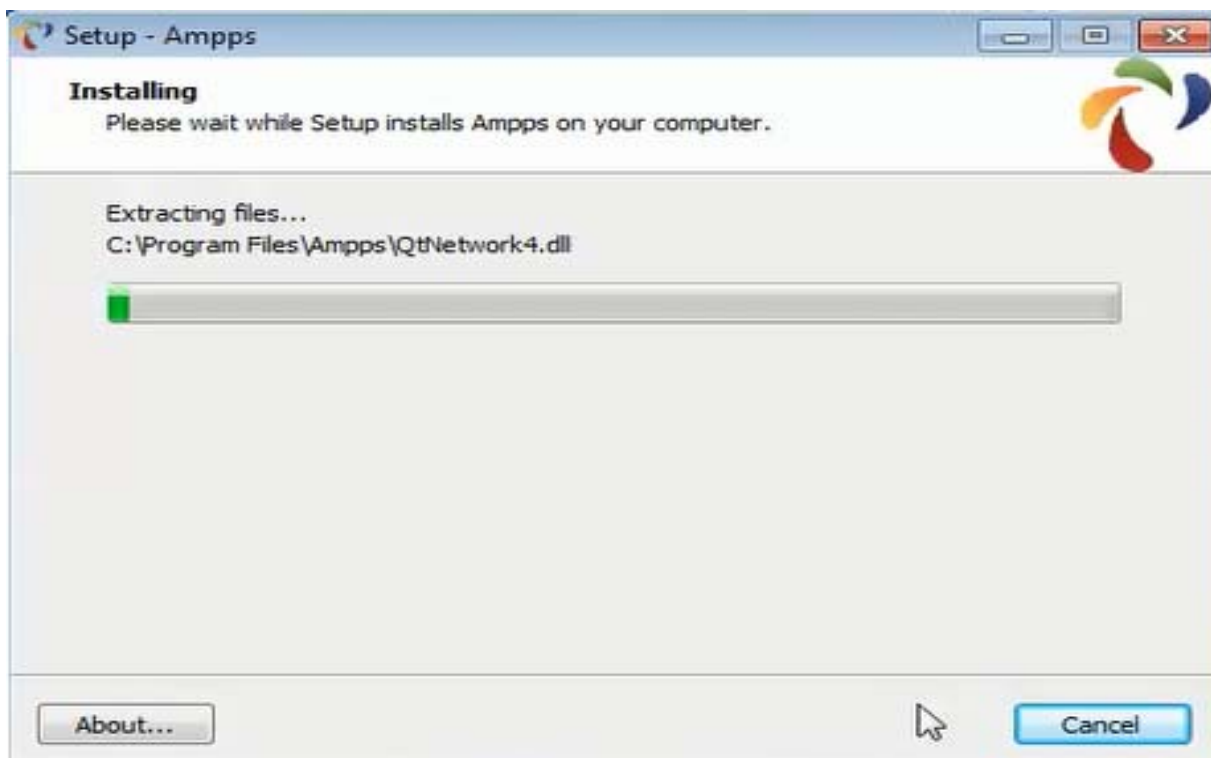 Setup - Ampps
Installing
Please wait while Setup installs Ampps on your computer.
Extracting files...
C:\Program Files\Ampps\QtNetwork4.dll
About...
Cancel